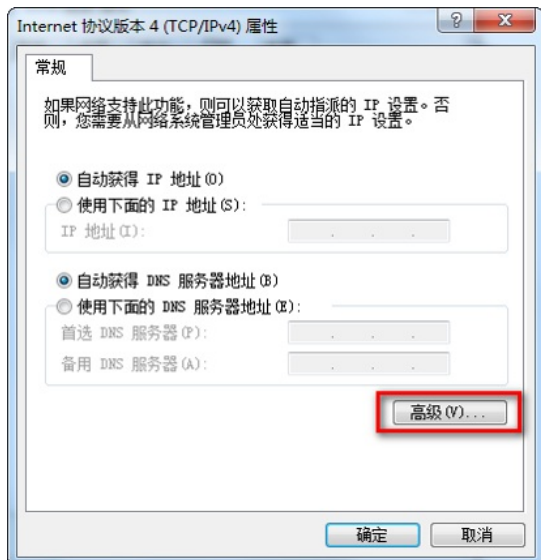 Internet 协议版本 4 (TCP/IPv4) 属性
常规
如果网络支持此功能，则可以获取自动指派的 IP 设置。否
则，您需要从网络系统管理员处获得适当的 IP 设置。
自动获得 IP 地址(O)
使用下面的 IP 地址(S):
IP 地址(I):
自动获得 DNS 服务器地址(B)
使用下面的 DNS 服务器地址(E):
首选 DNS 服务器(P):
备用 DNS 服务器(A):
高级(V)...
确定
取消